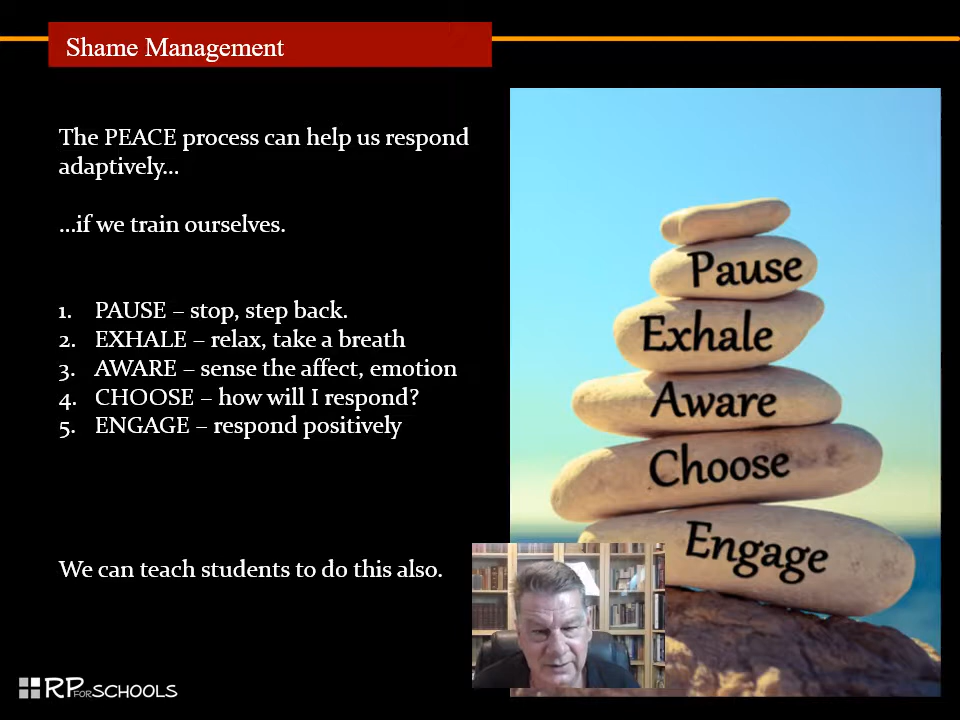 Shame Management
The PEACE process can help us respond
adaptively...
...if we train ourselves.
1. PAUSE – stop, step back.
2. EXHALE – relax, take a breath
3. AWARE – sense the affect, emotion
4. CHOOSE – how will I respond?
5. ENGAGE – respond positively
We can teach students to do this also.
Pause
Exhale
Aware
Choose
Engage
RP FOR SCHOOLS